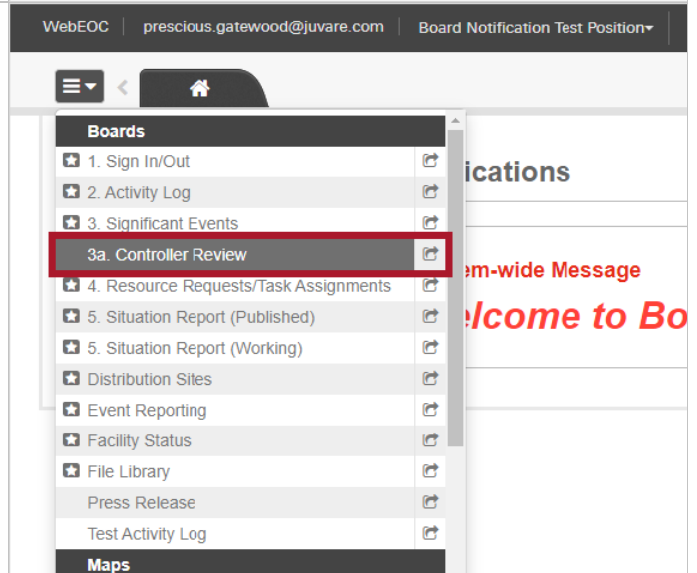 WebEOC prescious.gatewood@juvare.com Board Notification Test Position
Boards
1. Sign In/Out
ications
2. Activity Log
3. Significant Events
3a. Controller Review
em-wide Message
4. Resource Requests/Task Assignments
5. Situation Report (Published)
elcome to Bo
5. Situation Report (Working)
Distribution Sites
Event Reporting
Facility Status
File Library
Press Release
Test Activity Log
Maps